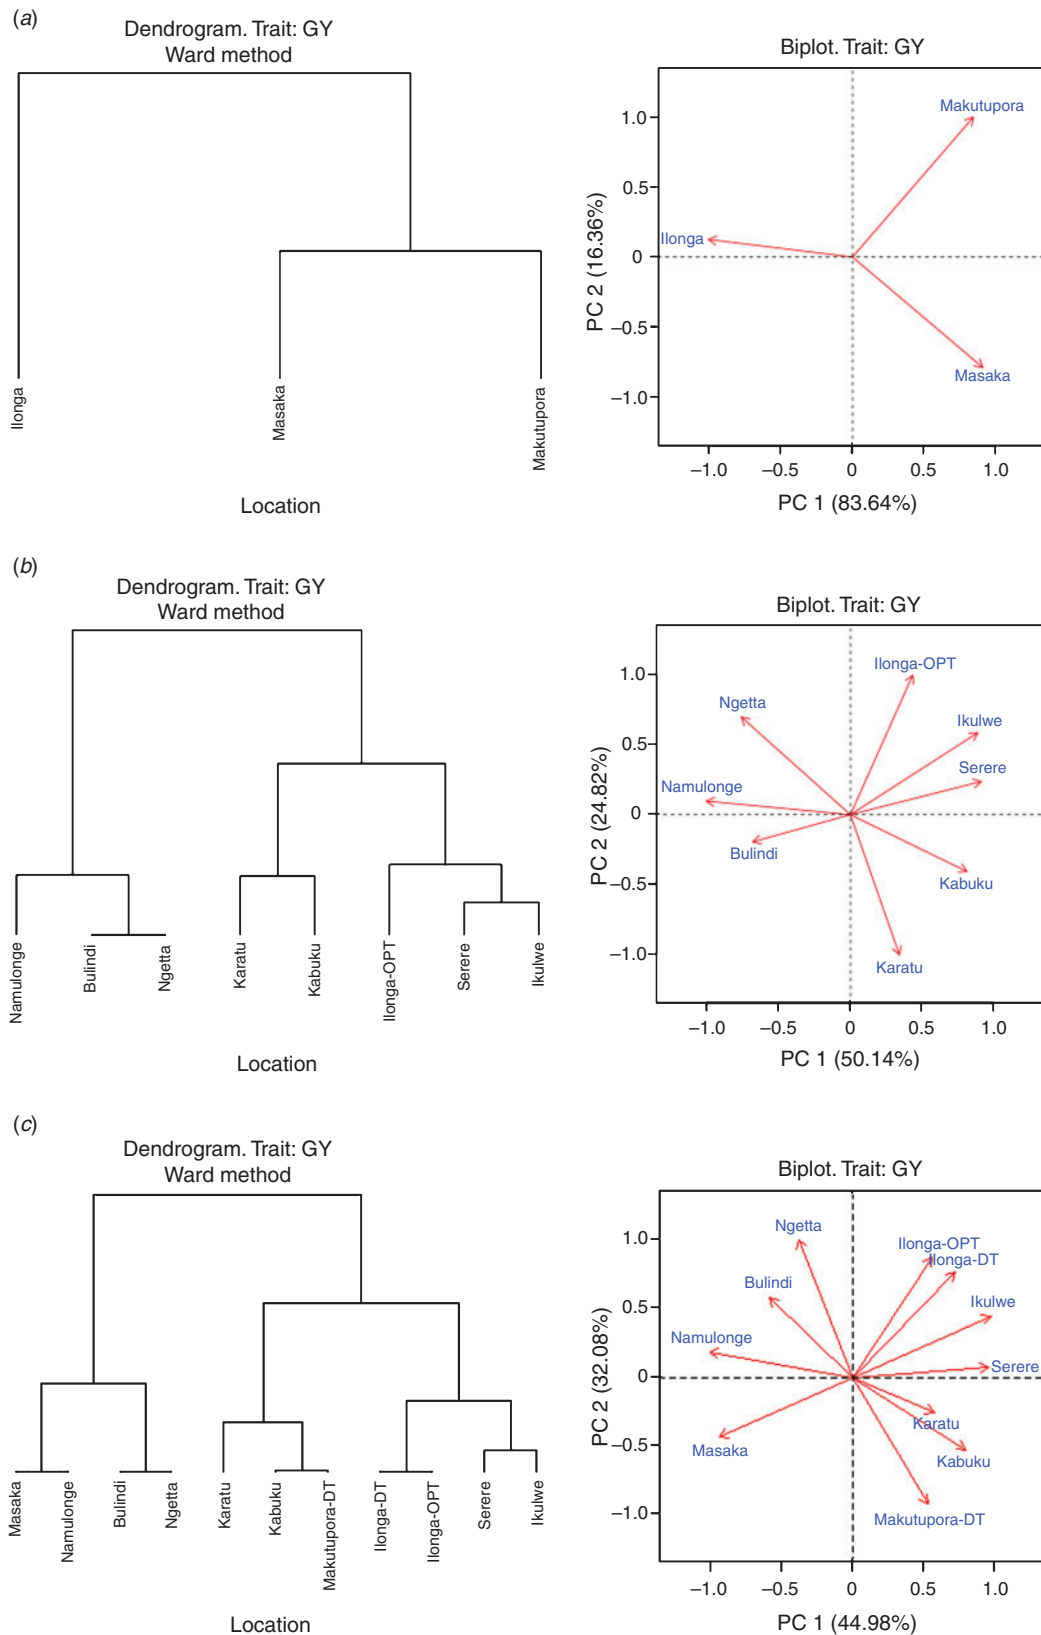 (a)
Dendrogram. Trait: GY
Ward method
Ilonga
Masaka
Makutupora
Location
Biplot. Trait: GY
PC 2 (16.36%)
1.0
0.5
0
–0.5
–1.0
Makutupora
Ilonga
Masaka
–1.0 –0.5 0 0.5 1.0
PC 1 (83.64%)
(b)
Dendrogram. Trait: GY
Ward method
Namulonge
Bulindi
Ngetta
Karatu
Kabuku
Ilonga-OPT
Serere
Ikulwe
Location
Biplot. Trait: GY
PC 2 (24.82%)
1.0
0.5
0
–0.5
–1.0
Ilonga-OPT
Ngetta
Ikulwe
Serere
Namulonge
Bulindi
Kabuku
Karatu
–1.0 –0.5 0 0.5 1.0
PC 1 (50.14%)
(c)
Dendrogram. Trait: GY
Ward method
Masaka
Namulonge
Bulindi
Ngetta
Karatu
Kabuku
Makutupora-DT
Ilonga-DT
Ilonga-OPT
Serere
Ikulwe
Location
Biplot. Trait: GY
PC 2 (32.08%)
1.0
0.5
0
–0.5
–1.0
Ngetta
Ilonga-OPT
Ilonga-DT
Bulindi
Ikulwe
Namulonge
Serere
Karatu
Masaka
Kabuku
Makutupora-DT
–1.0 –0.5 0 0.5 1.0
PC 1 (44.98%)